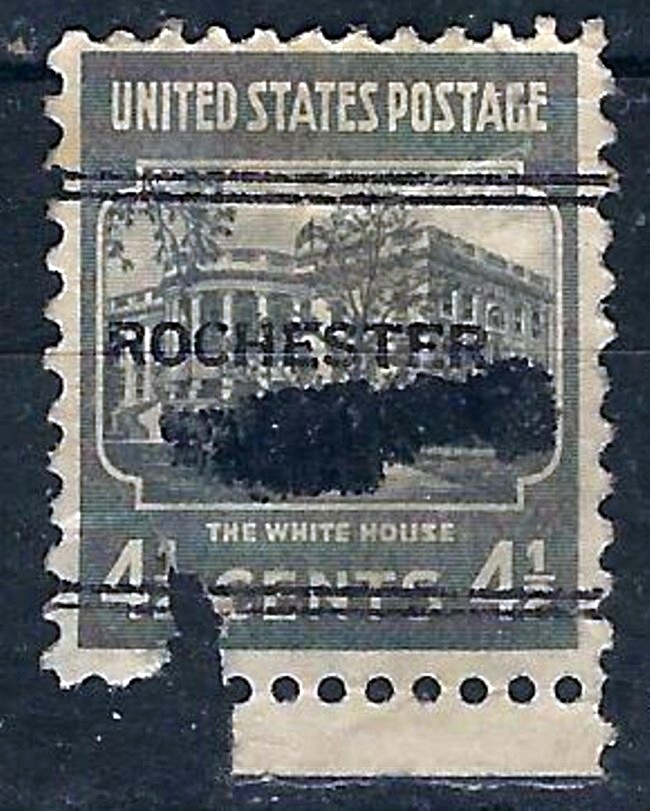 UNITED STATES POSTAGE
ROCHESTER
THE WHITE HOUSE
4½ CENTS 4½